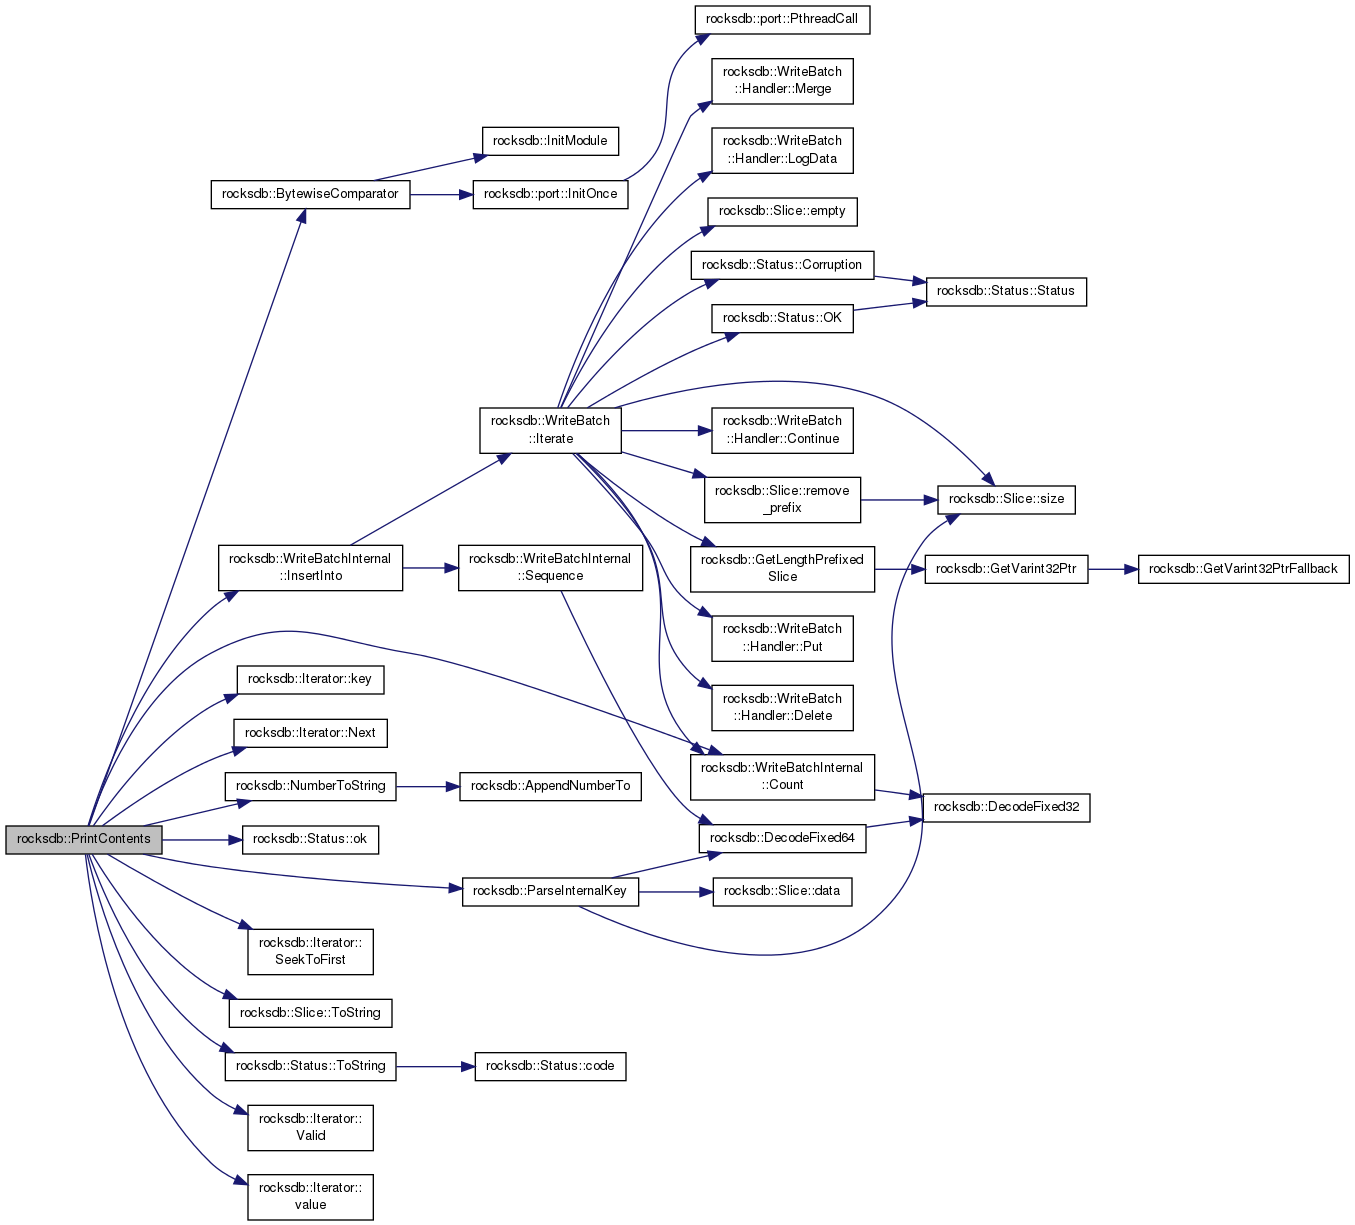 rocksdb::port::PthreadCall
rocksdb::WriteBatch
::Handler::Merge
rocksdb::InitModule
rocksdb::WriteBatch
::Handler::LogData
rocksdb::BytewiseComparator
rocksdb::port::InitOnce
rocksdb::Slice::empty
rocksdb::Status::Corruption
rocksdb::Status::Status
rocksdb::Status::OK
rocksdb::WriteBatch
::Iterate
rocksdb::WriteBatch
::Handler::Continue
rocksdb::Slice::remove
_prefix
rocksdb::Slice::size
rocksdb::WriteBatchInternal
::InsertInto
rocksdb::WriteBatchInternal
::Sequence
rocksdb::GetLengthPrefixed
Slice
rocksdb::GetVarint32Ptr
rocksdb::GetVarint32PtrFallback
rocksdb::WriteBatch
::Handler::Put
rocksdb::Iterator::key
rocksdb::WriteBatch
::Handler::Delete
rocksdb::Iterator::Next
rocksdb::NumberToString
rocksdb::AppendNumberTo
rocksdb::WriteBatchInternal
::Count
rocksdb::DecodeFixed32
rocksdb::PrintContents
rocksdb::Status::ok
rocksdb::DecodeFixed64
rocksdb::ParseInternalKey
rocksdb::Slice::data
rocksdb::Iterator::
SeekToFirst
rocksdb::Slice::ToString
rocksdb::Status::ToString
rocksdb::Status::code
rocksdb::Iterator::
Valid
rocksdb::Iterator::
value